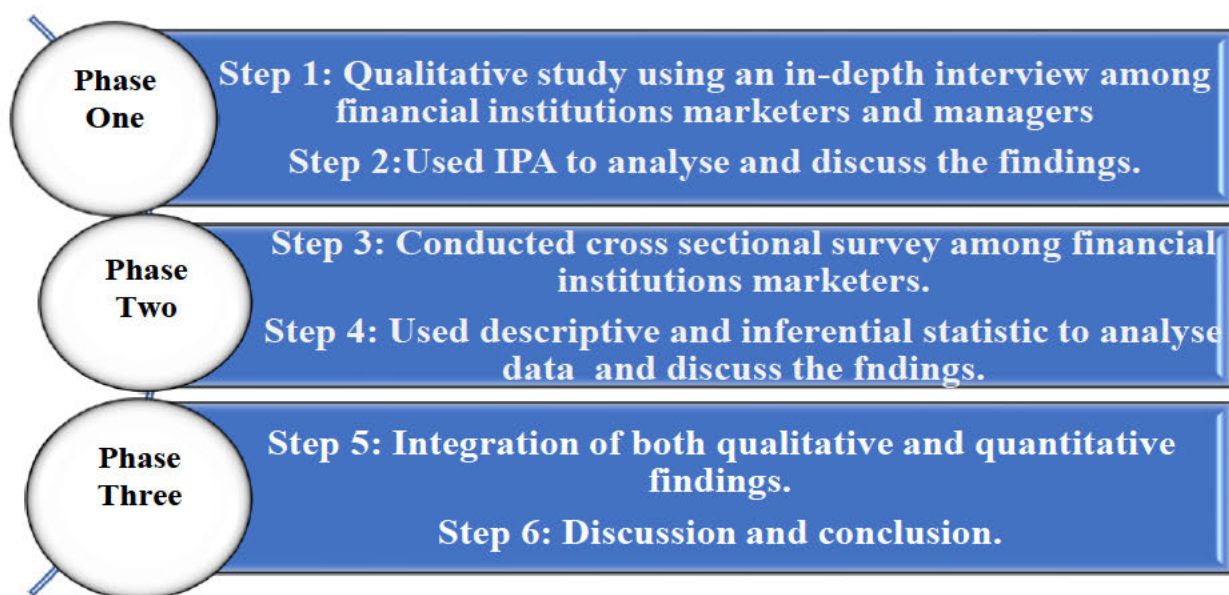 Phase
One
Step 1: Qualitative study using an in-depth interview among
financial institutions marketers and managers
Step 2:Used IPA to analyse and discuss the findings.
Phase
Two
Step 3: Conducted cross sectional survey among financial
institutions marketers.
Step 4: Used descriptive and inferential statistic to analyse
data  and discuss the fndings.
Phase
Three
Step 5: Integration of both qualitative and quantitative
findings.
Step 6: Discussion and conclusion.